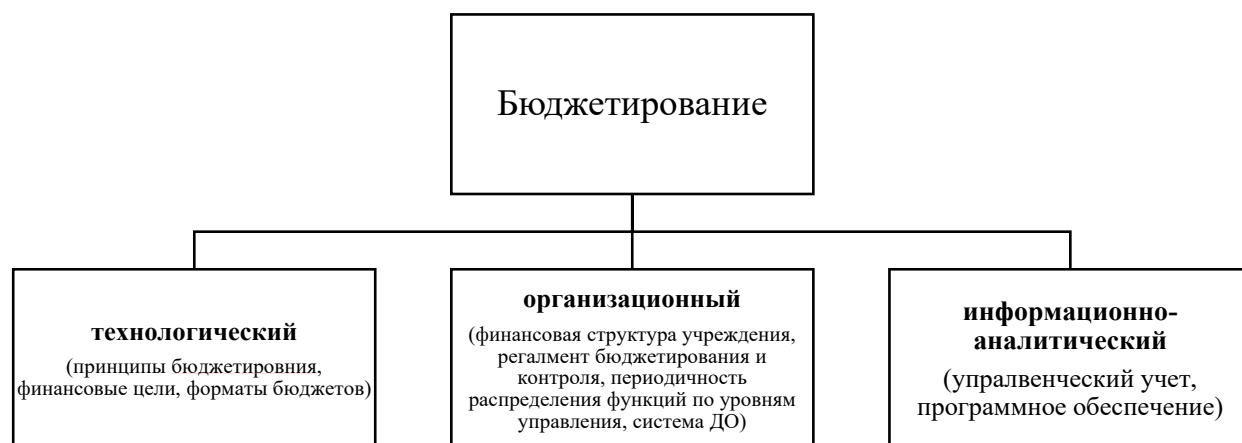 Бюджетирование
технологический
(принципы бюджетировния,
финансовые цели, форматы бюджетов)
организационный
(финансовая структура учреждения,
регалмент бюджетирования и
контроля, периодичность
распределения функций по уровням
управления, система ДО)
информационно-
аналитический
(упралвенческий учет,
программное обеспечение)